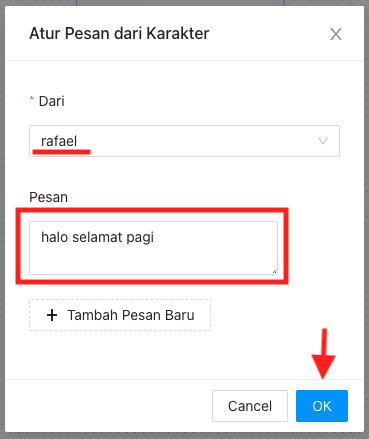 Atur Pesan dari Karakter
* Dari
rafael
Pesan
halo selamat pagi
+ Tambah Pesan Baru
Cancel
OK